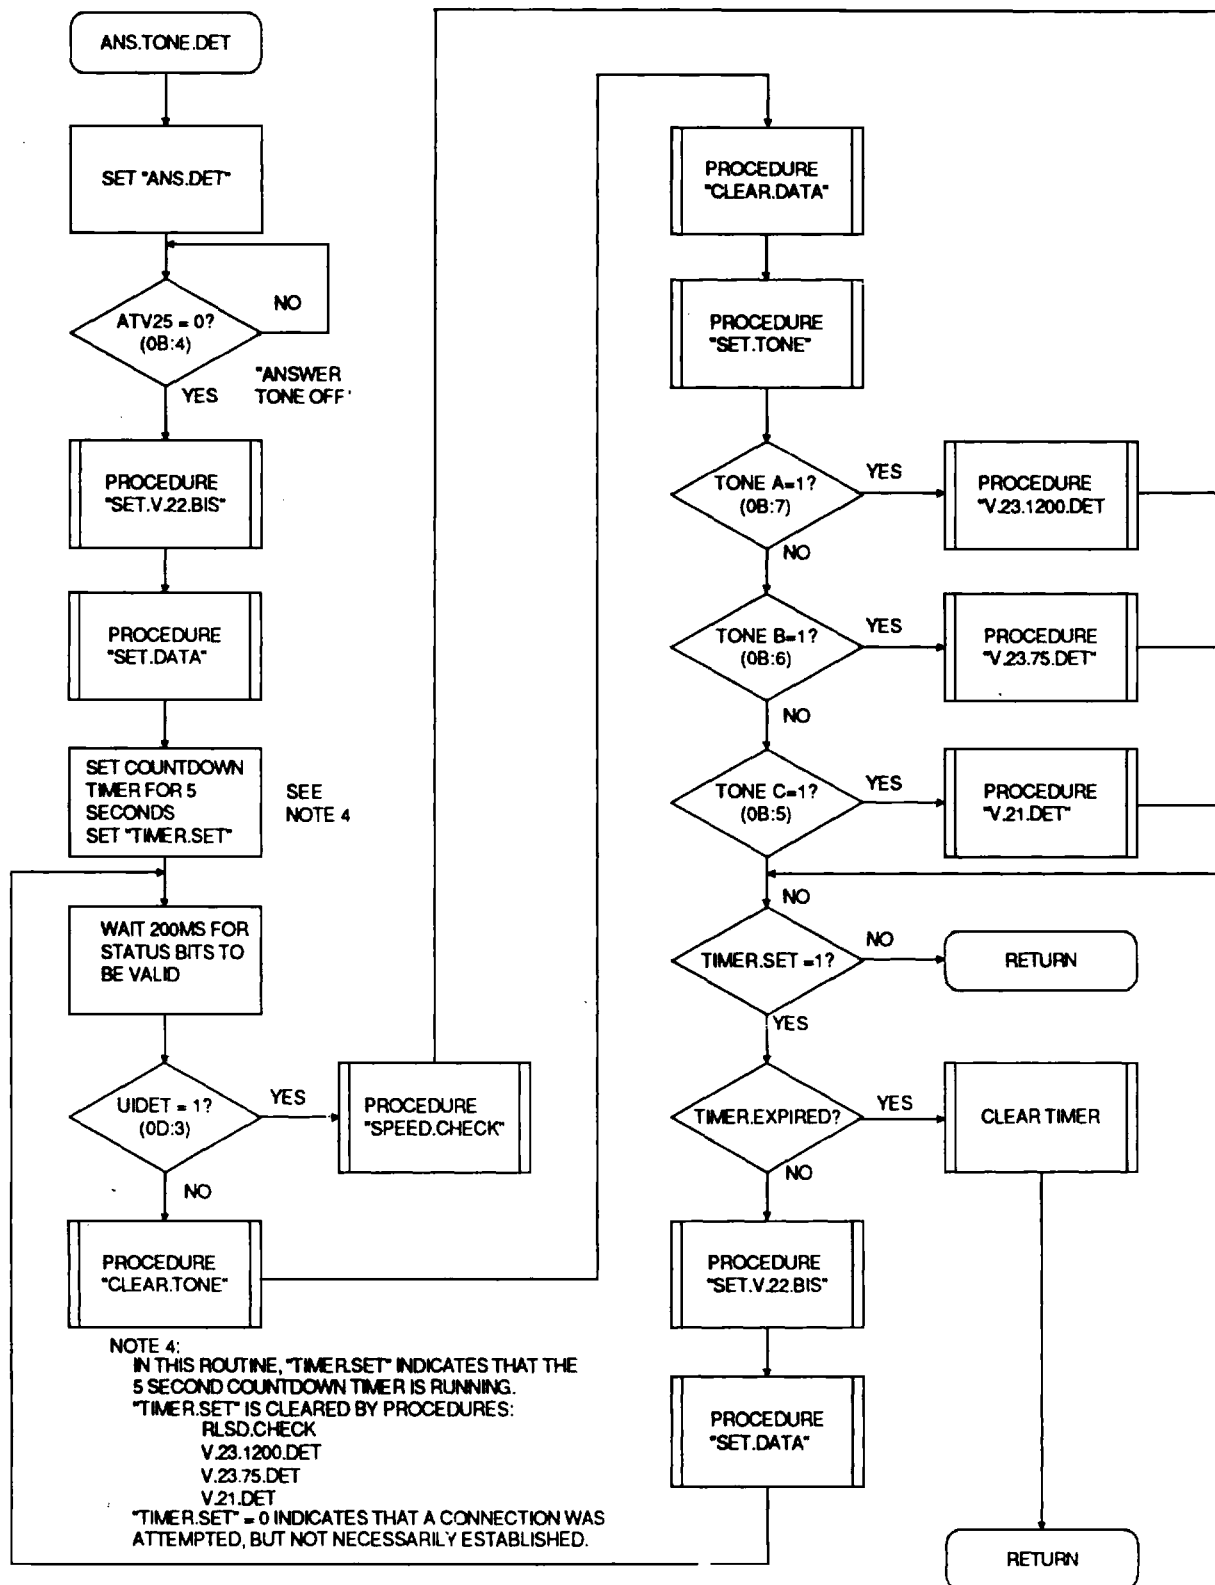 ANS.TONE.DET
SET "ANS.DET"
ATV25 = 0?
(0B:4)
NO
YES
"ANSWER
TONE OFF'
PROCEDURE
"SET.V.22.BIS"
PROCEDURE
"SET.DATA"
SET COUNTDOWN
TIMER FOR 5
SECONDS
SET "TIMER.SET"
SEE
NOTE 4
WAIT 200MS FOR
STATUS BITS TO
BE VALID
UIDET = 1?
(0D:3)
YES
NO
PROCEDURE
"SPEED.CHECK"
PROCEDURE
"CLEAR.TONE"
NOTE 4:
IN THIS ROUTINE, "TIMER.SET" INDICATES THAT THE
5 SECOND COUNTDOWN TIMER IS RUNNING.
"TIMER.SET" IS CLEARED BY PROCEDURES:
RLSD.CHECK
V.23.1200.DET
V.23.75.DET
V.21.DET
"TIMER.SET" = 0 INDICATES THAT A CONNECTION WAS
ATTEMPTED, BUT NOT NECESSARILY ESTABLISHED.
PROCEDURE
"CLEAR.DATA"
PROCEDURE
"SET.TONE"
TONE A=1?
(0B:7)
YES
NO
PROCEDURE
"V.23.1200.DET
TONE B=1?
(0B:6)
YES
NO
PROCEDURE
"V.23.75.DET"
TONE C=1?
(0B:5)
YES
NO
PROCEDURE
"V.21.DET"
TIMER.SET =1?
NO
YES
RETURN
TIMER.EXPIRED?
YES
NO
CLEAR TIMER
PROCEDURE
"SET.V.22.BIS"
PROCEDURE
"SET.DATA"
RETURN